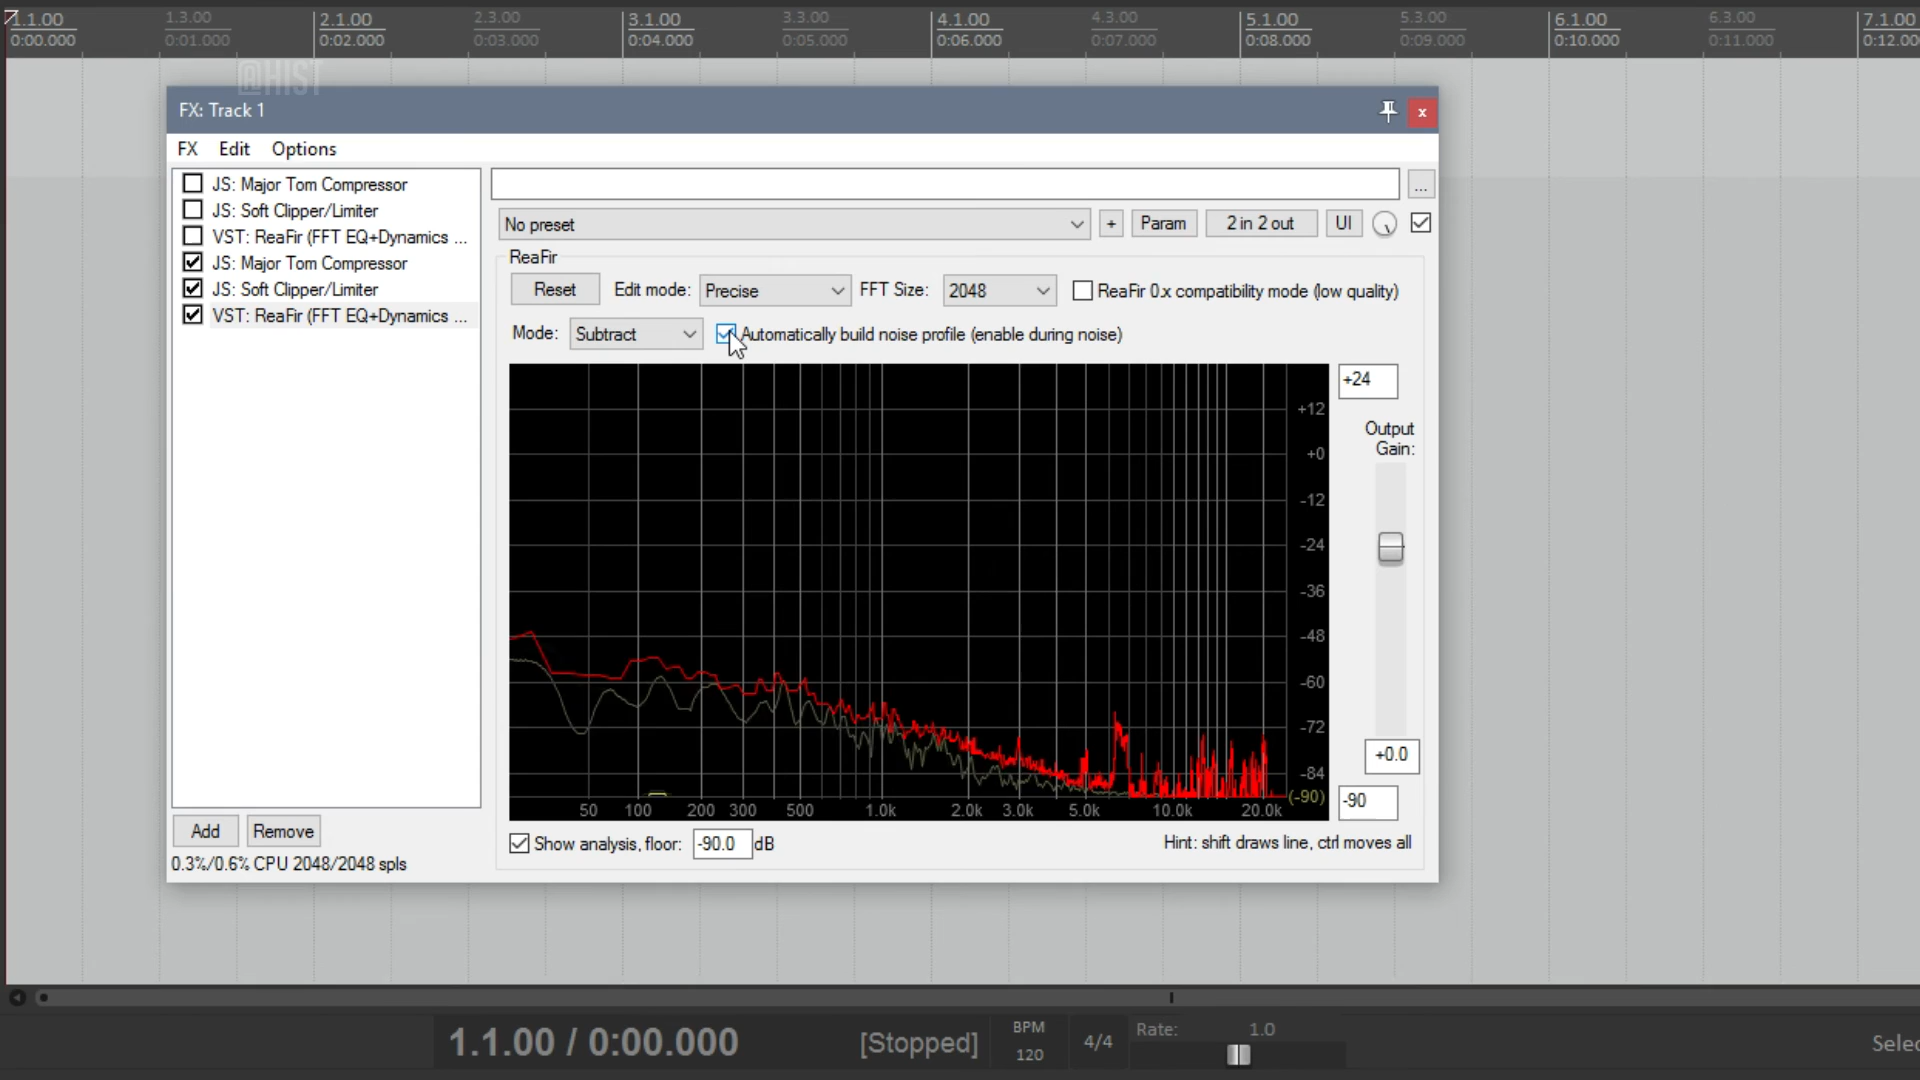 1.1.00 1.3.00 2.1.00 2.3.00 3.1.00 3.3.00 4.1.00 4.3.00 5.1.00 5.3.00 6.1.00 6.3.00 7.1.00
0:00.000 0:01.000 0:02.000 0:03.000 0:04.000 0:05.000 0:06.000 0:07.000 0:08.000 0:09.000 0:10.000 0:11.000 0:12.00
@HIST
FX: Track 1
x
FX Edit Options
JS: Major Tom Compressor
JS: Soft Clipper/Limiter
VST: ReaFir (FFT EQ+Dynamics ...
JS: Major Tom Compressor
JS: Soft Clipper/Limiter
VST: ReaFir (FFT EQ+Dynamics ...
Add Remove
0.3%/0.6% CPU 2048/2048 spls
...
No preset + Param 2 in 2 out UI
ReaFir
Reset Edit mode: Precise FFT Size: 2048 ReaFir 0.x compatibility mode (low quality)
Mode: Subtract Automatically build noise profile (enable during noise)
+24
+12
Output
Gain:
+0
-12
-24
-36
-48
-60
-72
+0.0
-84
(-90)
-90
50 100 200 300 500 1.0k 2.0k 3.0k 5.0k 10.0k 20.0k
Show analysis, floor: -90.0 dB Hint: shift draws line, ctrl moves all
1.1.00 / 0:00.000 [Stopped]
BPM
120
4/4
Rate: 1.0
Selec